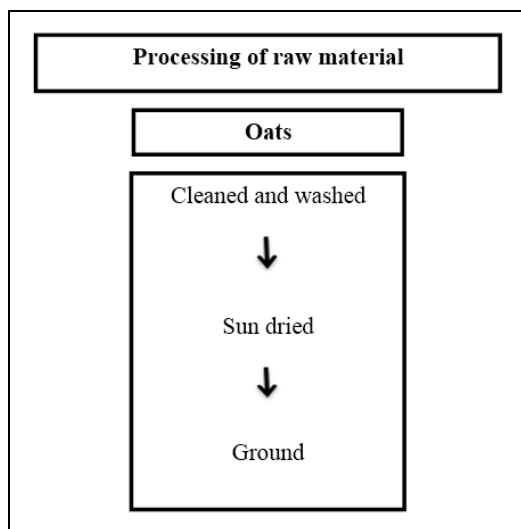 Processing of raw material
Oats
Cleaned and washed
Sun dried
Ground